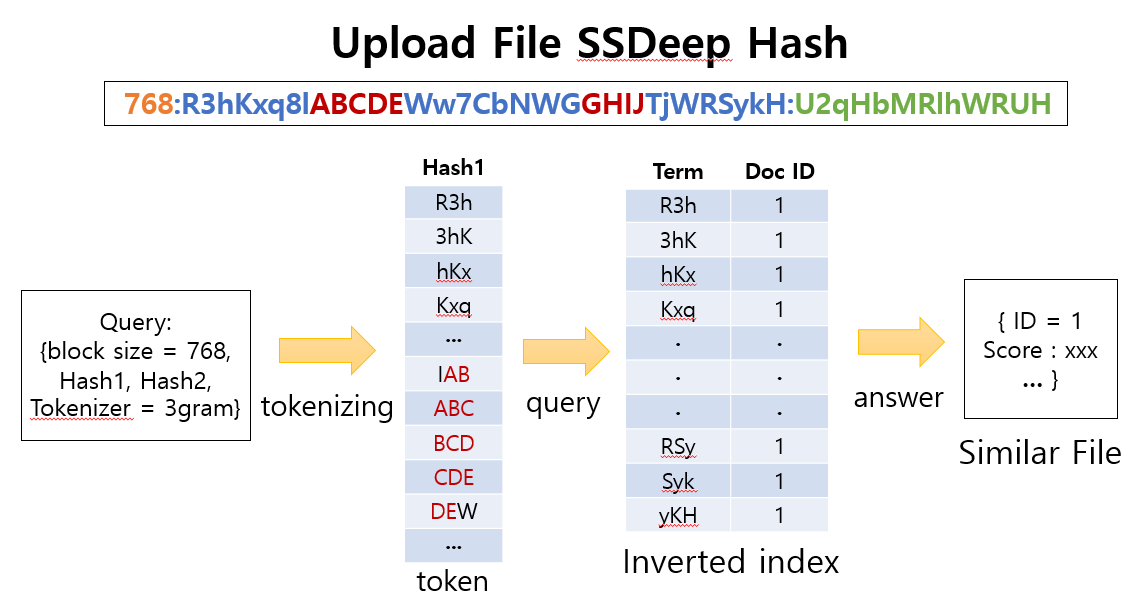 Upload File SSDeep Hash
768:R3hKxq8lABCDEWw7CbNWGGHIJTjWRSykH:U2qHbMRlhWRUH
Query:
{block size = 768,
Hash1, Hash2,
Tokenizer = 3gram}
tokenizing
Hash1
R3h
3hK
hKx
Kxq
...
lAB
ABC
BCD
CDE
DEW
...
token
query
Term Doc ID
R3h 1
3hK 1
hKx 1
Kxq 1
. .
. .
. .
RSy 1
Syk 1
yKH 1
Inverted index
answer
{ ID = 1
Score : xxx
... }
Similar File